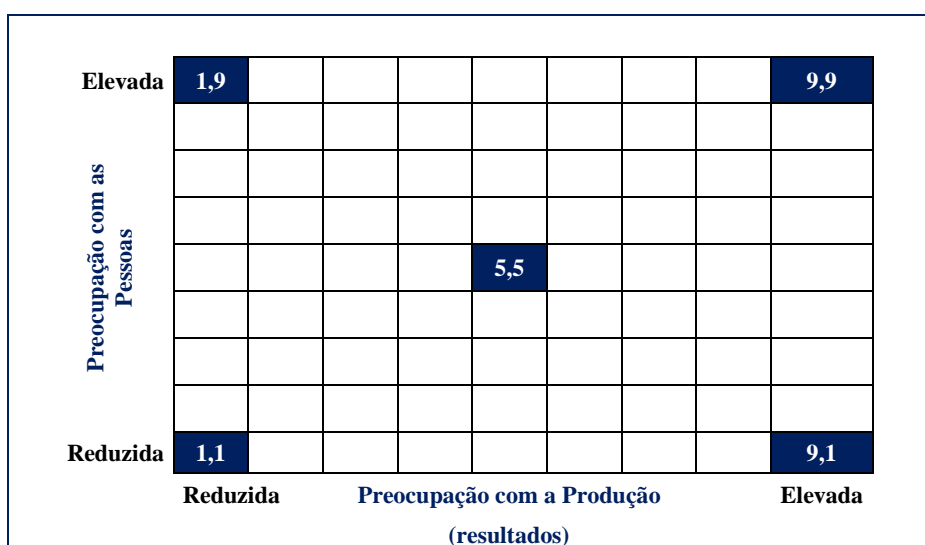 Elevada 1,9 9,9
Preocupação com as
Pessoas
5,5
Reduzida 1,1 9,1
Reduzida Preocupação com a Produção Elevada
(resultados)